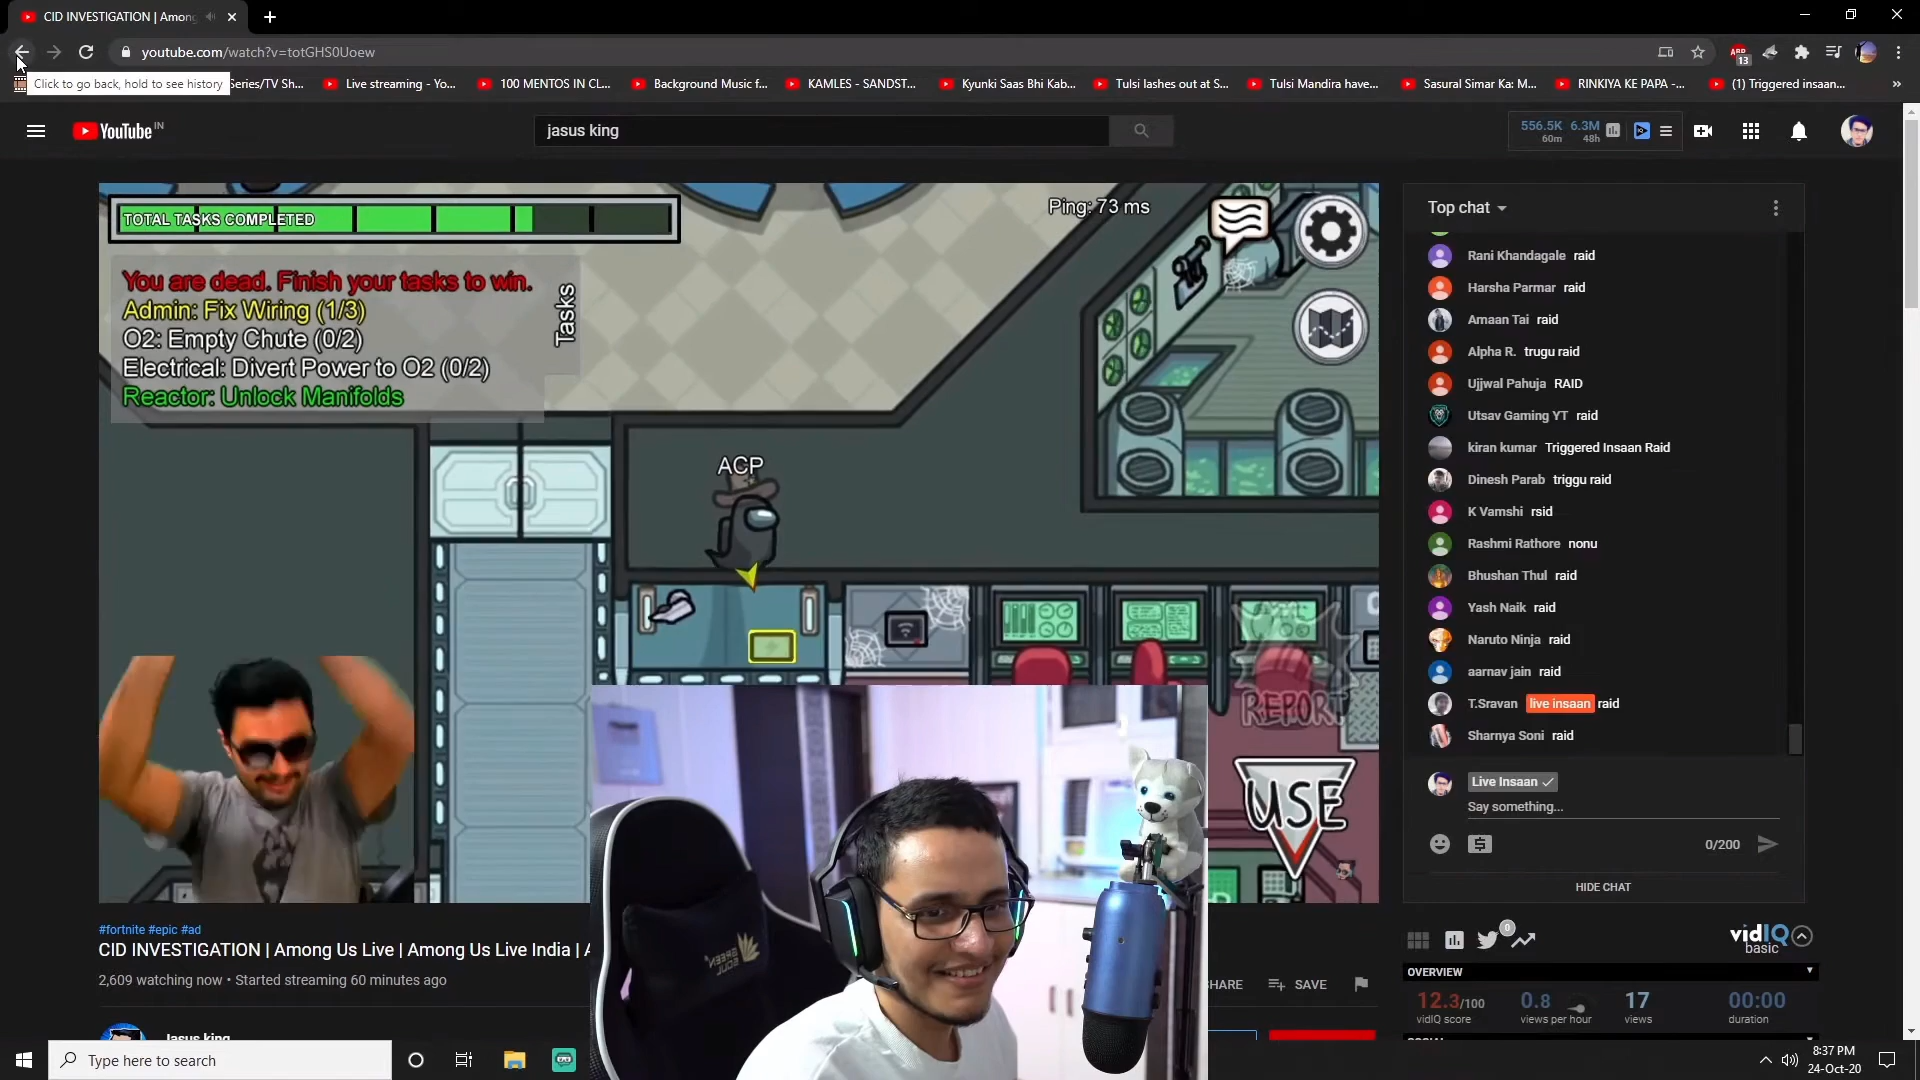 CID INVESTIGATION | Among
youtube.com/watch?v=totGHS0Uoew
ABD
13
Click to go back, hold to see history
Series/TV Sh...
Live streaming - Yo...
100 MENTOS IN CL...
Background Music f...
KAMLES - SANDST...
Kyunki Saas Bhi Kab...
Tulsi lashes out at S...
Tulsi Mandira have...
Sasural Simar Ka: M...
RINKIYA KE PAPA -...
(1) Triggered insaan...
»
YouTube IN
jasus king
556.5K 6.3M
60m 48h
TOTAL TASKS COMPLETED
Ping: 73 ms
You are dead. Finish your tasks to win.
Admin: Fix Wiring (1/3)
O2: Empty Chute (0/2)
Electrical: Divert Power to O2 (0/2)
Reactor: Unlock Manifolds
Tasks
ACP
REPORT
USE
GREEN SOUL
Top chat
Rani Khandagale raid
Harsha Parmar raid
Amaan Tai raid
Alpha R. trugu raid
Ujjwal Pahuja RAID
Utsav Gaming YT raid
kiran kumar Triggered Insaan Raid
Dinesh Parab triggu raid
K Vamshi rsid
Rashmi Rathore nonu
Bhushan Thul raid
Yash Naik raid
Naruto Ninja raid
aarnav jain raid
T.Sravan live insaan raid
Sharnya Soni raid
Live Insaan
Say something...
0/200
HIDE CHAT
#fortnite #epic #ad
CID INVESTIGATION | Among Us Live | Among Us Live India |
2,609 watching now • Started streaming 60 minutes ago
SHARE
SAVE
Jasus king
0
vidIQ
basic
OVERVIEW
12.3/100 0.8 17 00:00
vidIQ score views per hour views duration
SOCIAL
Type here to search
8:37 PM
24-Oct-20